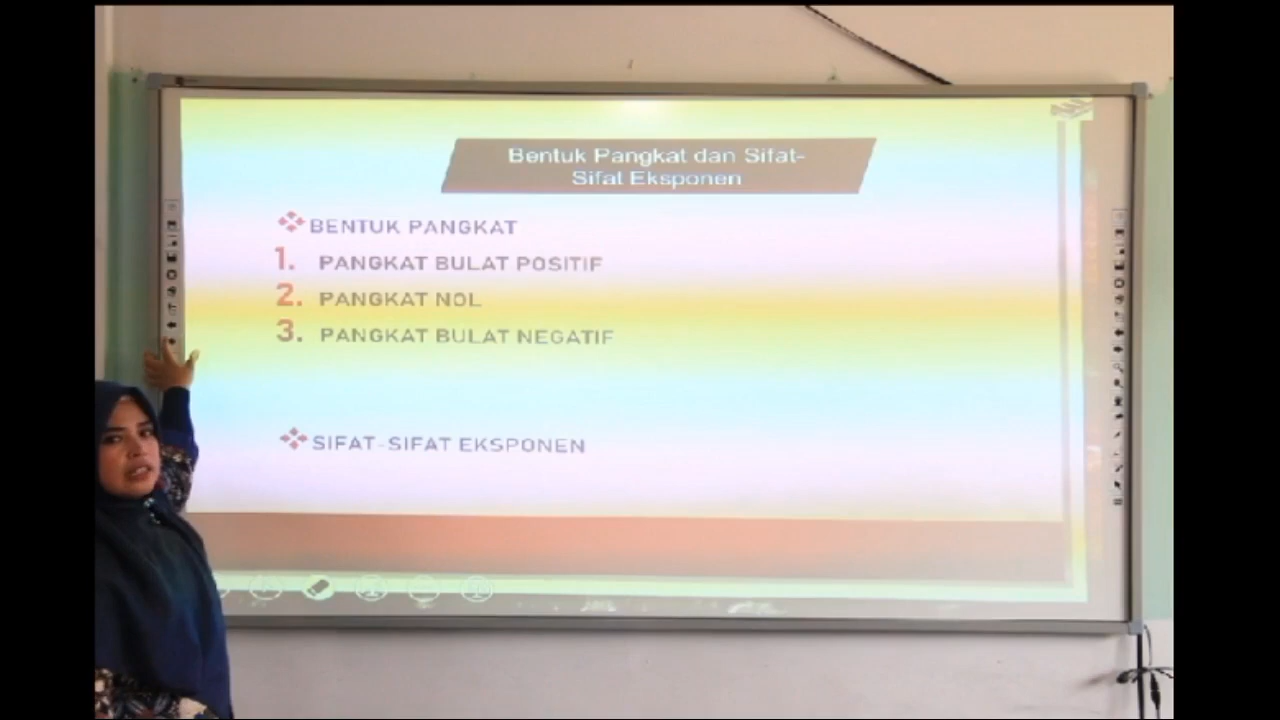 Bentuk Pangkat dan Sifat-
Sifat Eksponen
BENTUK PANGKAT
1. PANGKAT BULAT POSITIF
2. PANGKAT NOL
3. PANGKAT BULAT NEGATIF
SIFAT-SIFAT EKSPONEN